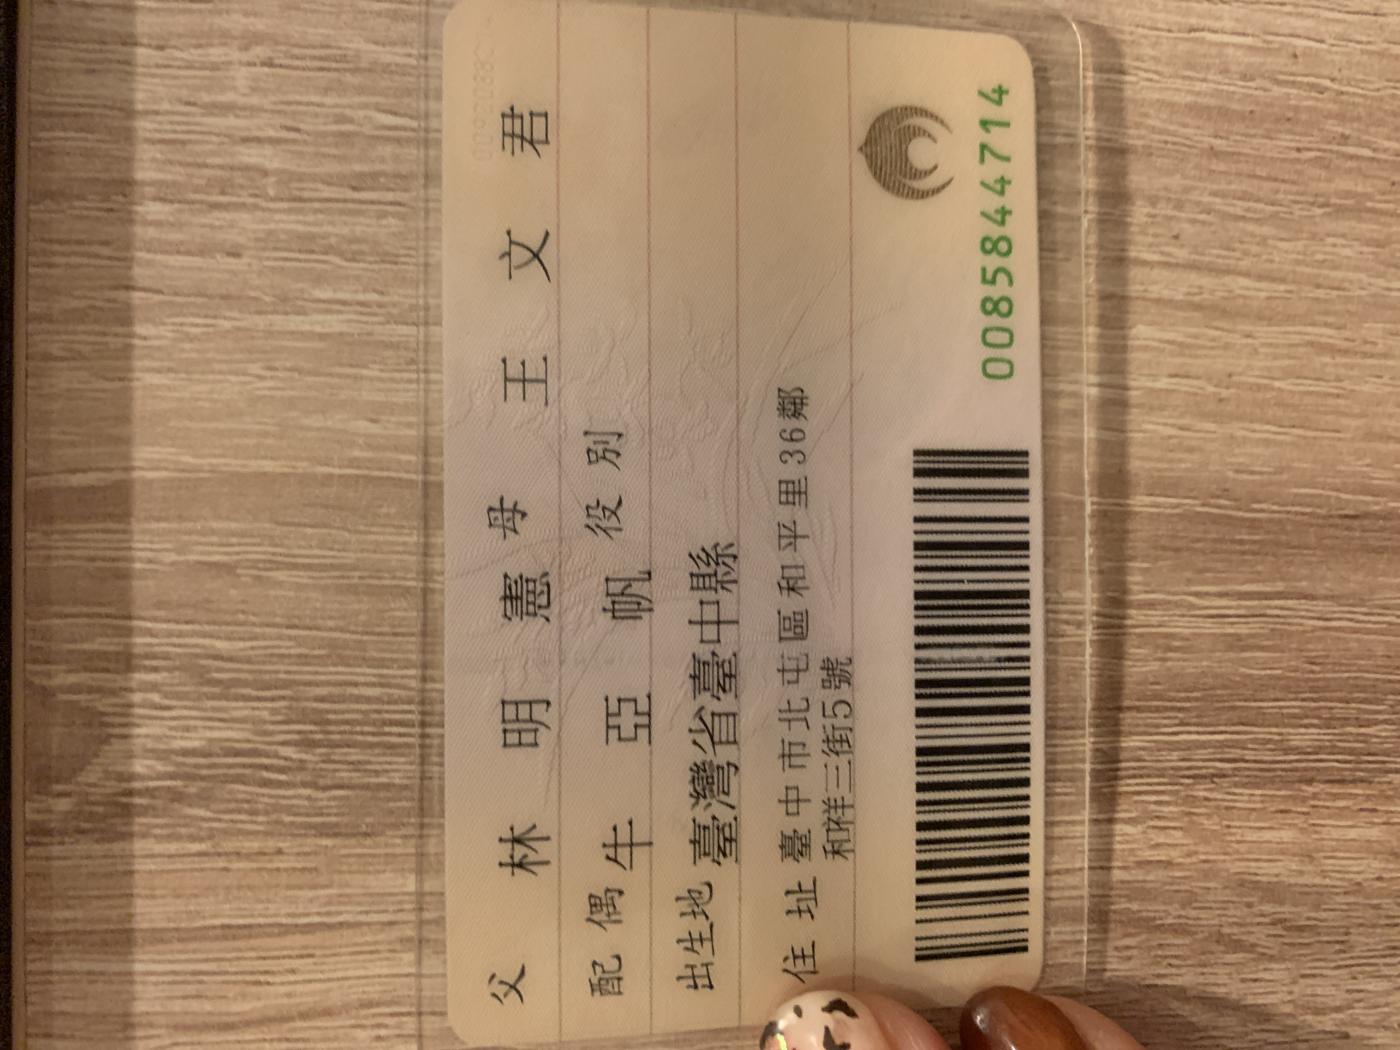 父 林明憲 母 王文君
配偶 牛亞帆 役別
出生地 臺灣省臺中縣
住址 臺中市北屯區和平里36鄰
和祥三街5號
0085844714